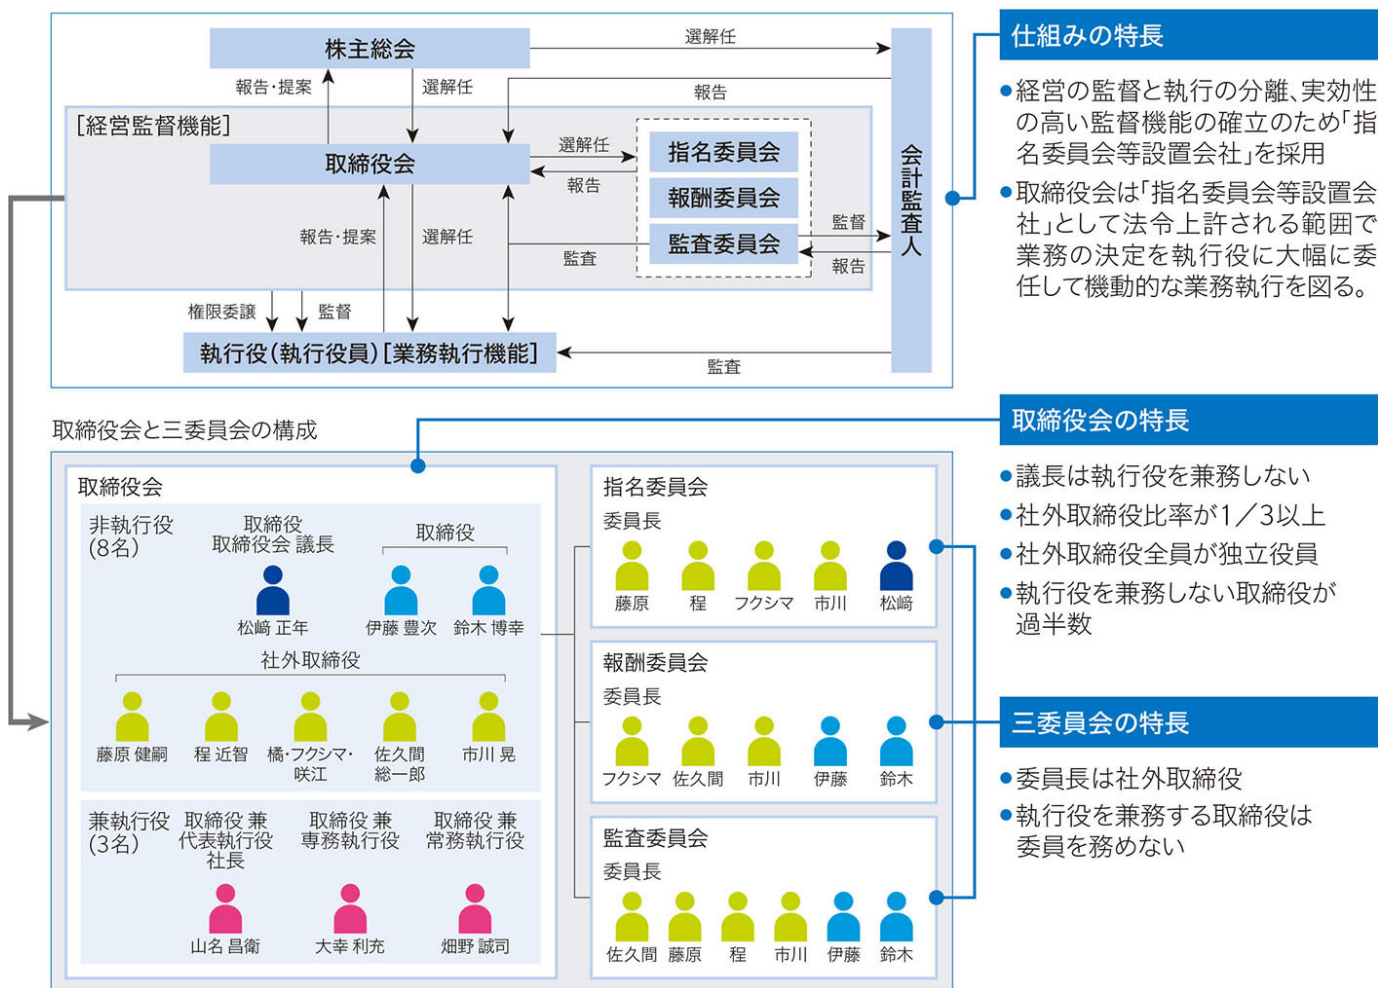 株主総会
選解任
報告・提案
選解任
報告
[経営監督機能]
取締役会
選解任
報告
指名委員会
報酬委員会
監査委員会
会計監査人
監督
報告
報告・提案
選解任
監査
権限委譲
監督
執行役(執行役員)[業務執行機能]
監査
仕組みの特長
●経営の監督と執行の分離、実効性
の高い監督機能の確立のため「指
名委員会等設置会社」を採用
●取締役会は「指名委員会等設置会
社」として法令上許される範囲で
業務の決定を執行役に大幅に委
任して機動的な業務執行を図る。
取締役会と三委員会の構成
取締役会
非執行役
(8名)
取締役
取締役会 議長
取締役
松﨑 正年
伊藤 豊次
鈴木 博幸
社外取締役
藤原 健嗣
程 近智
橘・フクシマ・
咲江
佐久間
総一郎
市川 晃
兼執行役
(3名)
取締役 兼
代表執行役
社長
取締役 兼
専務執行役
取締役 兼
常務執行役
山名 昌衛
大幸 利充
畑野 誠司
指名委員会
委員長
藤原
程
フクシマ
市川
松﨑
報酬委員会
委員長
フクシマ
佐久間
市川
伊藤
鈴木
監査委員会
委員長
佐久間
藤原
程
市川
伊藤
鈴木
取締役会の特長
●議長は執行役を兼務しない
●社外取締役比率が1/3以上
●社外取締役全員が独立役員
●執行役を兼務しない取締役が
過半数
三委員会の特長
●委員長は社外取締役
●執行役を兼務する取締役は
委員を務めない